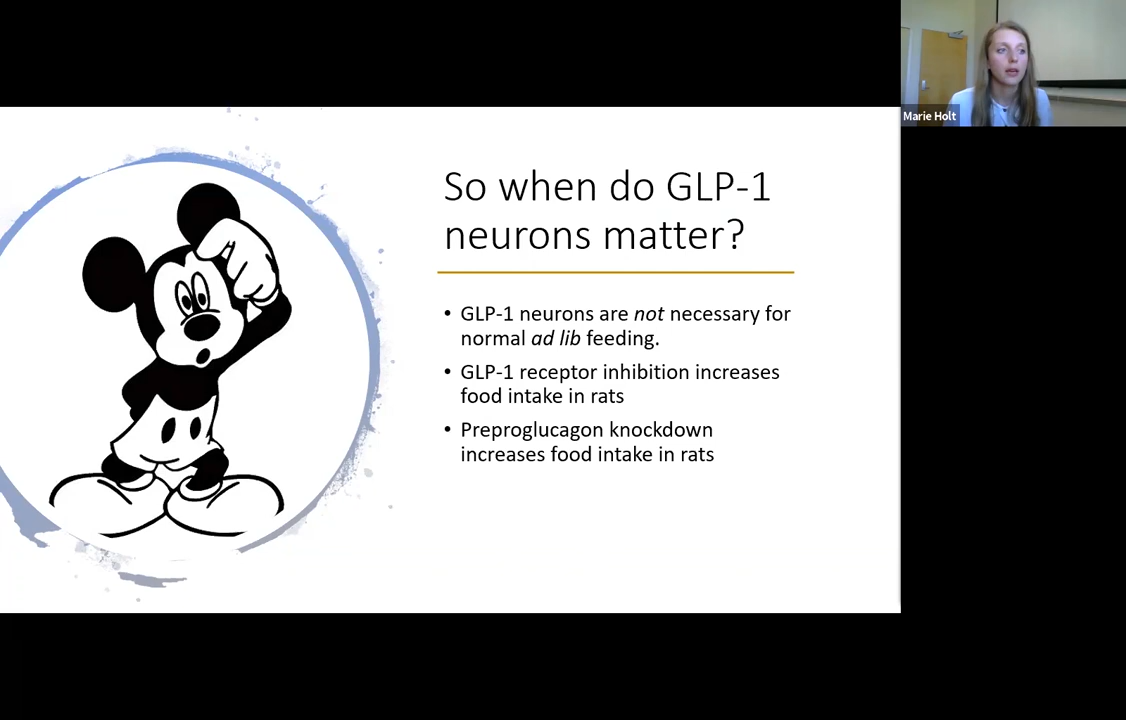 Marie Holt
So when do GLP-1
neurons matter?
• GLP-1 neurons are not necessary for
normal ad lib feeding.
• GLP-1 receptor inhibition increases
food intake in rats
• Preproglucagon knockdown
increases food intake in rats